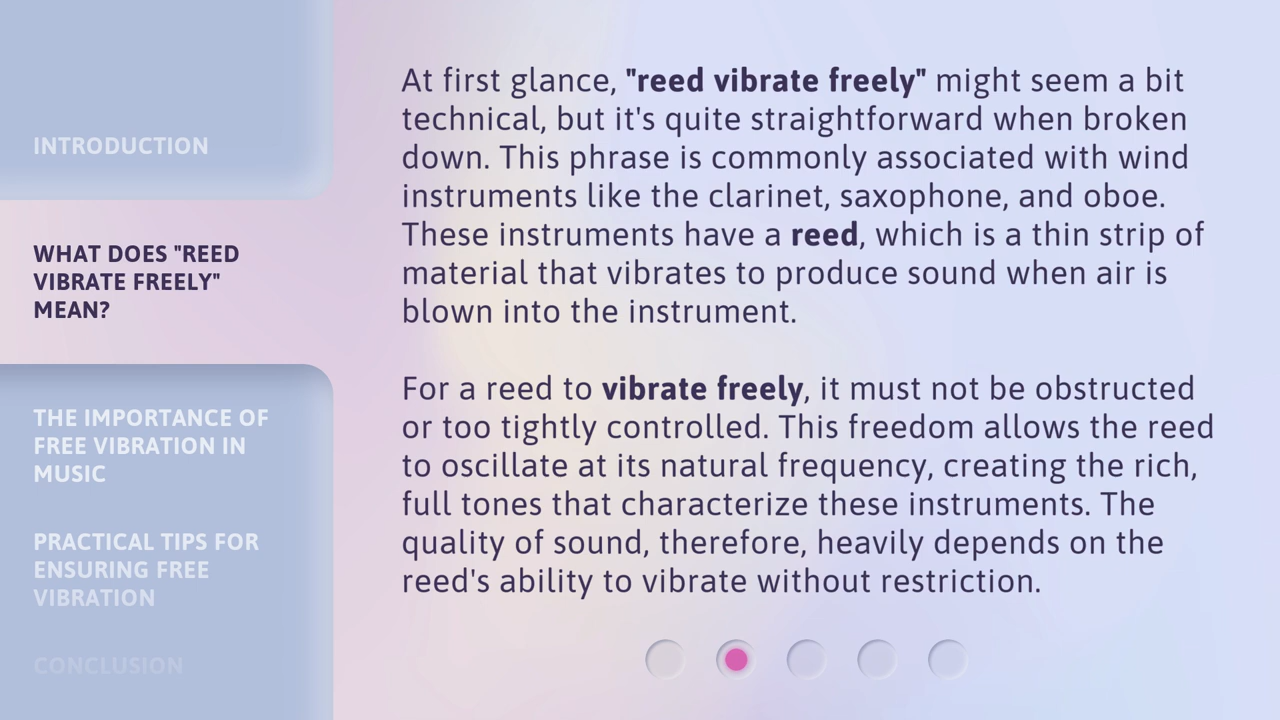 INTRODUCTION
WHAT DOES "REED
VIBRATE FREELY"
MEAN?
THE IMPORTANCE OF
FREE VIBRATION IN
MUSIC
PRACTICAL TIPS FOR
ENSURING FREE
VIBRATION
CONCLUSION
At first glance, "reed vibrate freely" might seem a bit
technical, but it's quite straightforward when broken
down. This phrase is commonly associated with wind
instruments like the clarinet, saxophone, and oboe.
These instruments have a reed, which is a thin strip of
material that vibrates to produce sound when air is
blown into the instrument.
For a reed to vibrate freely, it must not be obstructed
or too tightly controlled. This freedom allows the reed
to oscillate at its natural frequency, creating the rich,
full tones that characterize these instruments. The
quality of sound, therefore, heavily depends on the
reed's ability to vibrate without restriction.